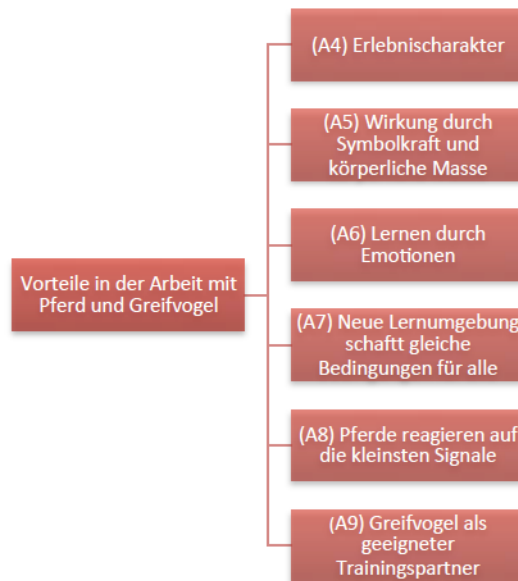 (A4) Erlebnischarakter
(A5) Wirkung durch
Symbolkraft und
körperliche Masse
(A6) Lernen durch
Emotionen
Vorteile in der Arbeit mit
Pferd und Greifvogel
(A7) Neue Lernumgebung
schaftt gleiche
Bedingungen für alle
(A8) Pferde reagieren auf
die kleinsten Signale
(A9) Greifvogel als
geeigneter
Trainingspartner